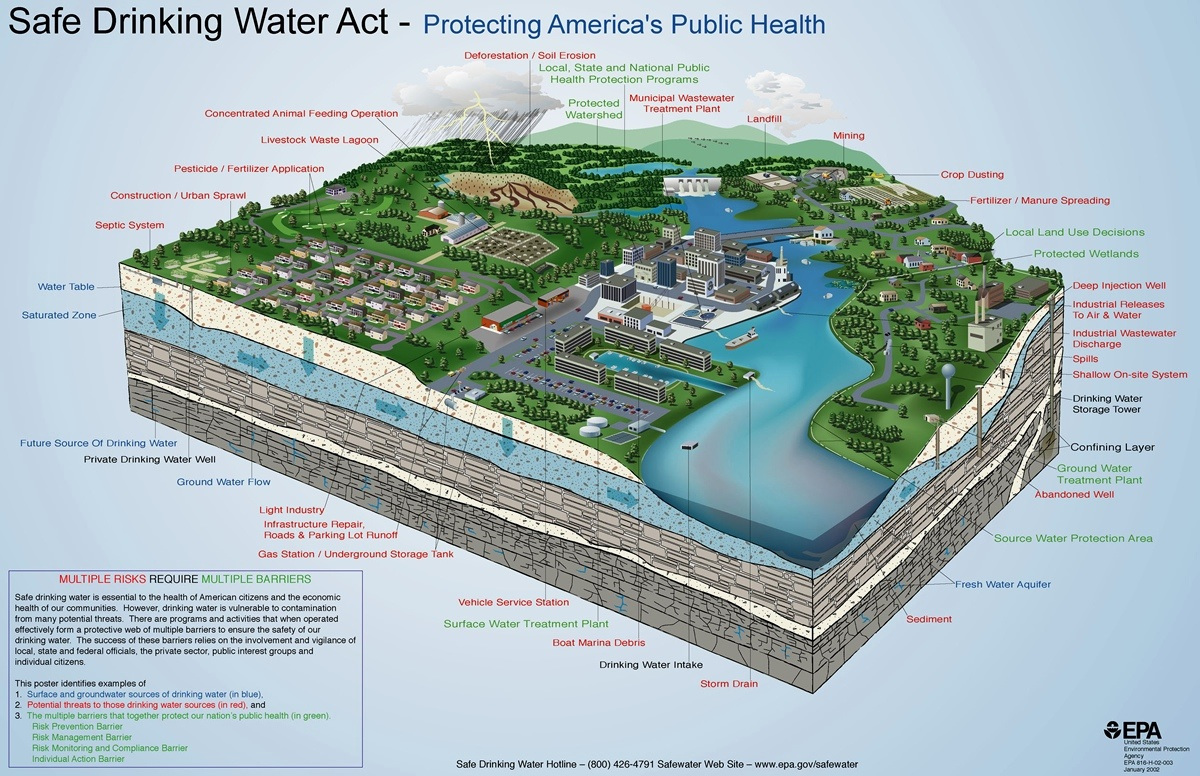 Safe Drinking Water Act - Protecting America's Public Health
Deforestation / Soil Erosion
Local, State and National Public
Health Protection Programs
Protected
Watershed
Municipal Wastewater
Treatment Plant
Landfill
Mining
Concentrated Animal Feeding Operation
Livestock Waste Lagoon
Pesticide / Fertilizer Application
Construction / Urban Sprawl
Septic System
Water Table
Saturated Zone
Crop Dusting
Fertilizer / Manure Spreading
Local Land Use Decisions
Protected Wetlands
Deep Injection Well
Industrial Releases
To Air & Water
Industrial Wastewater
Discharge
Spills
Shallow On-site System
Drinking Water
Storage Tower
Confining Layer
Ground Water
Treatment Plant
Abandoned Well
Source Water Protection Area
Fresh Water Aquifer
Sediment
Future Source Of Drinking Water
Private Drinking Water Well
Ground Water Flow
Light Industry
Infrastructure Repair,
Roads & Parking Lot Runoff
Gas Station / Underground Storage Tank
Vehicle Service Station
Surface Water Treatment Plant
Boat Marina Debris
Drinking Water Intake
Storm Drain
MULTIPLE RISKS REQUIRE MULTIPLE BARRIERS
Safe drinking water is essential to the health of American citizens and the economic
health of our communities. However, drinking water is vulnerable to contamination
from many potential threats. There are programs and activities that when operated
effectively form a protective web of multiple barriers to ensure the safety of our
drinking water. The success of these barriers relies on the involvement and vigilance of
local, state and federal officials, the private sector, public interest groups and
individual citizens.
This poster identifies examples of
1. Surface and groundwater sources of drinking water (in blue),
2. Potential threats to those drinking water sources (in red), and
3. The multiple barriers that together protect our nation's public health (in green).
Risk Prevention Barrier
Risk Management Barrier
Risk Monitoring and Compliance Barrier
Individual Action Barrier
Safe Drinking Water Hotline – (800) 426-4791 Safewater Web Site – www.epa.gov/safewater
EPA
United States
Environmental Protection
Agency
EPA 816-H-02-003
January 2002